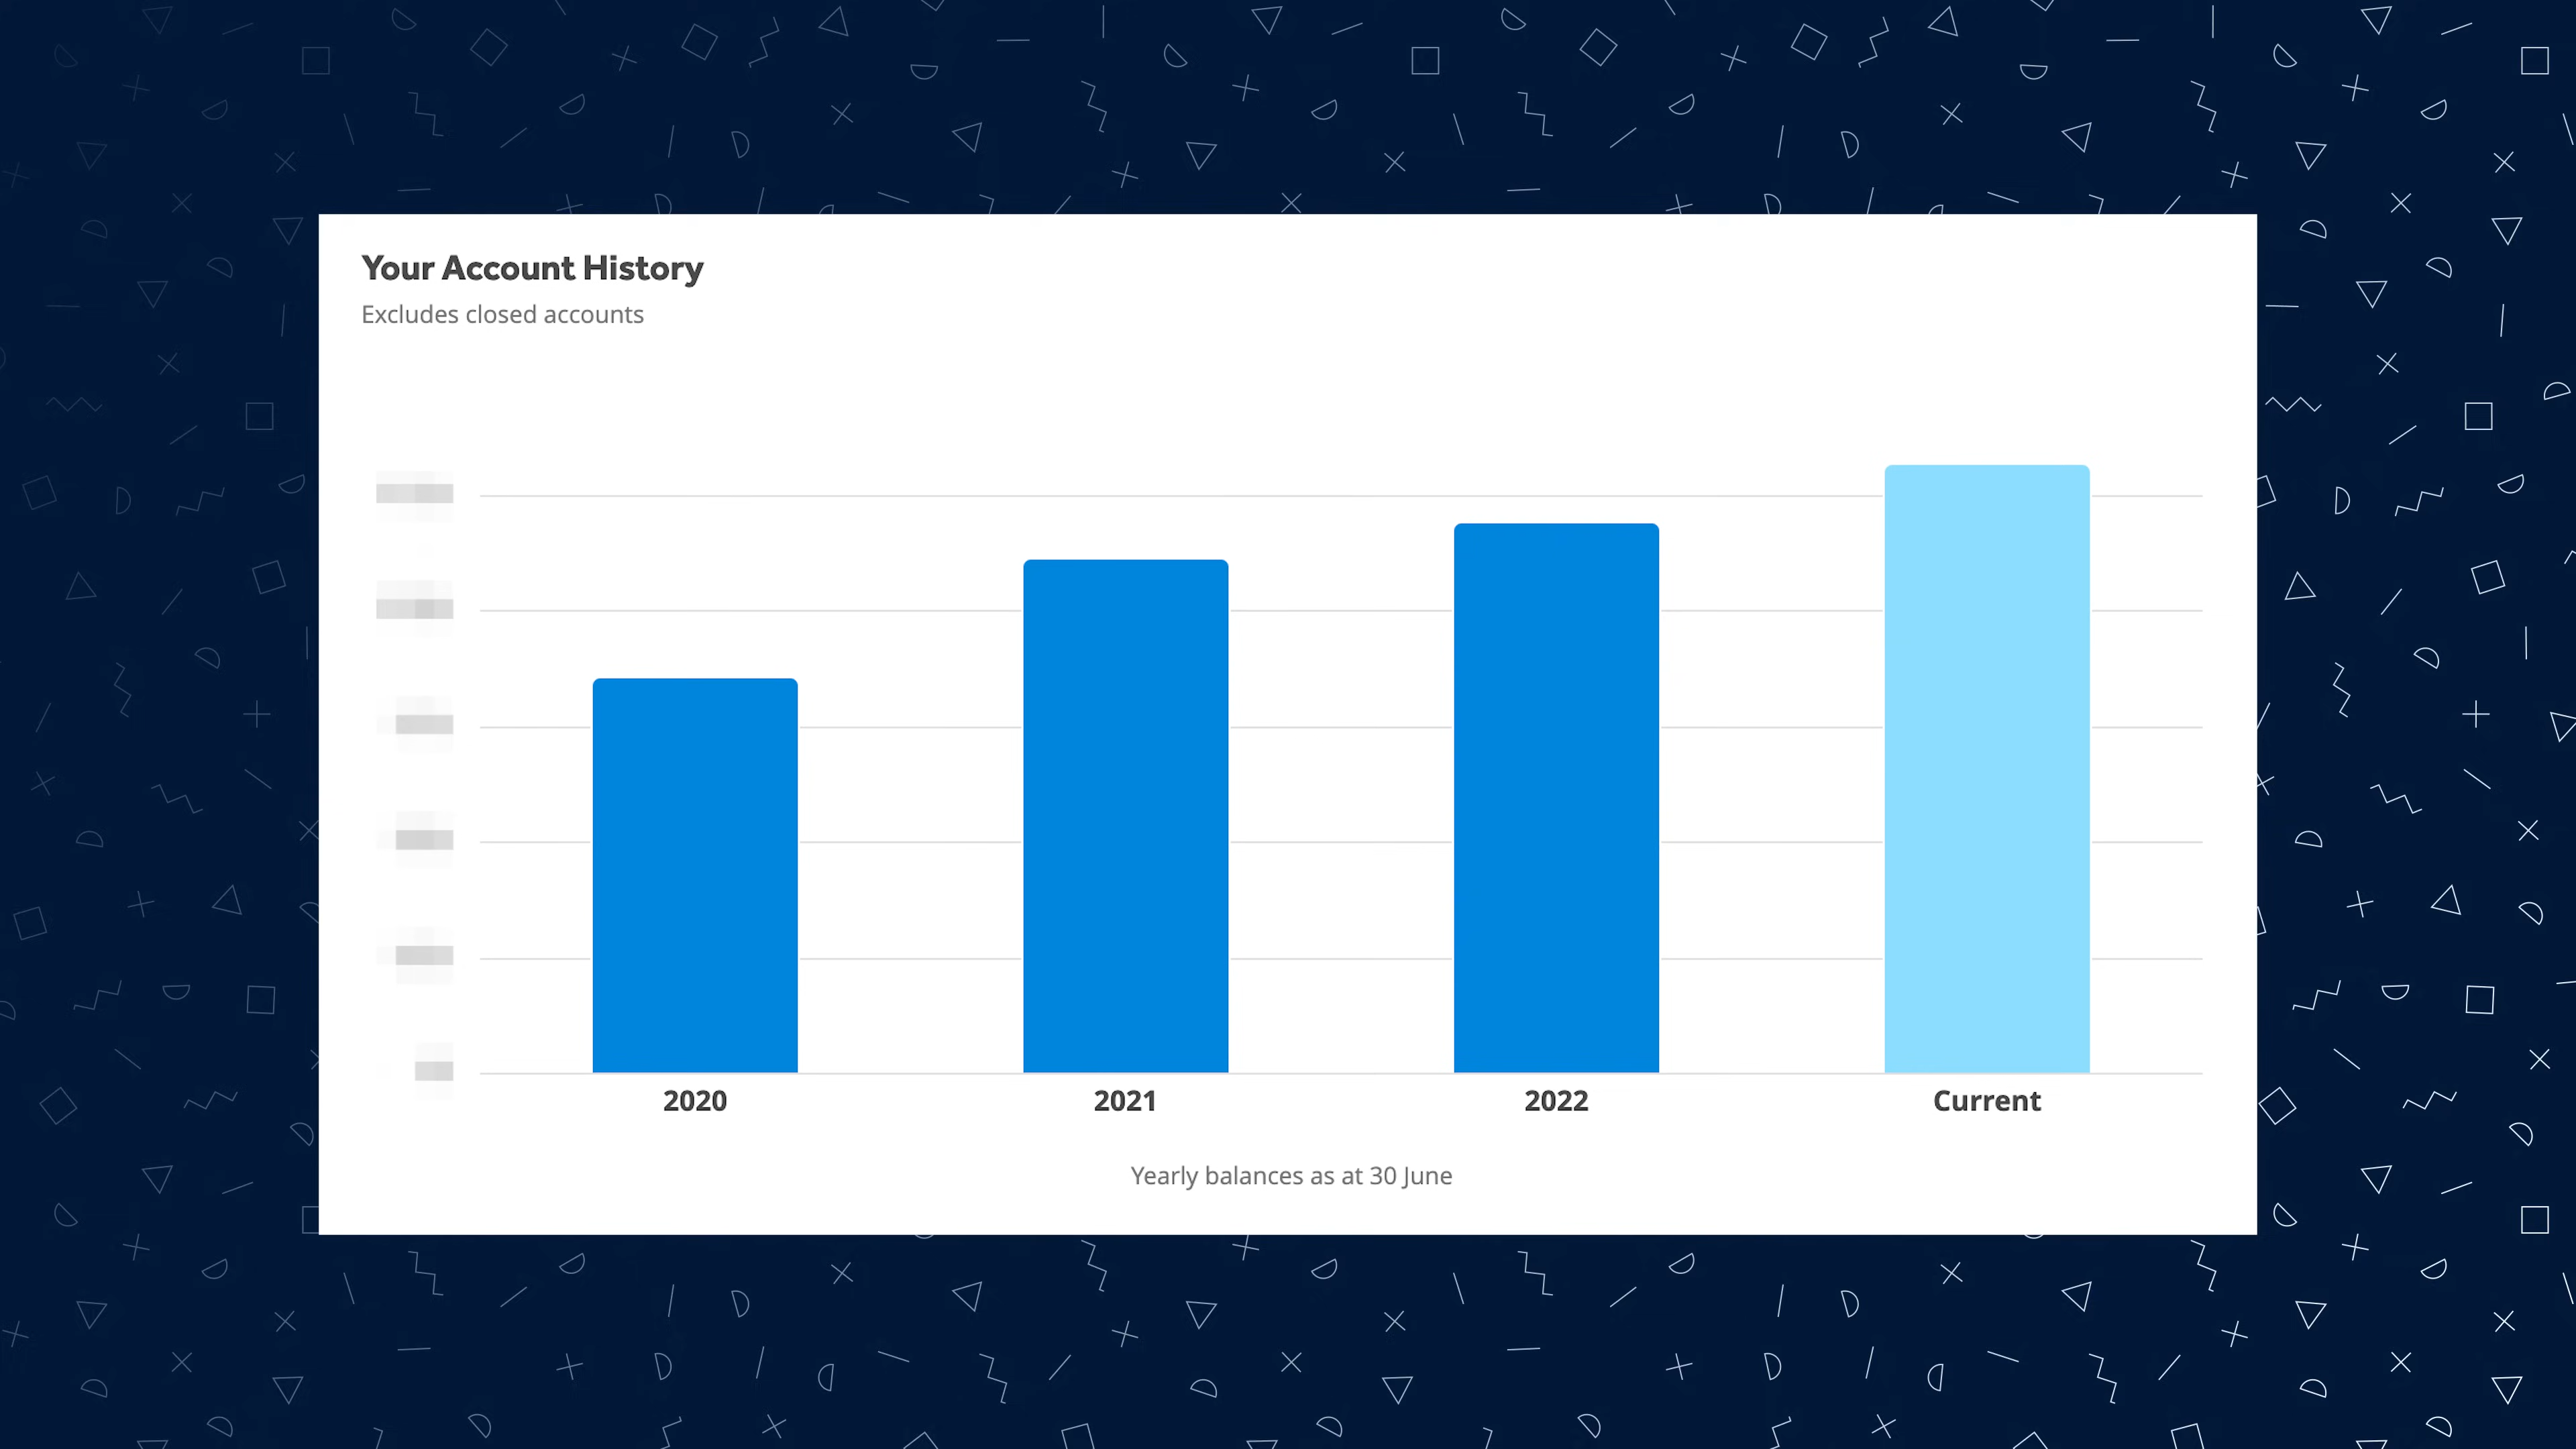 Your Account History
Excludes closed accounts
2020
2021
2022
Current
Yearly balances as at 30 June